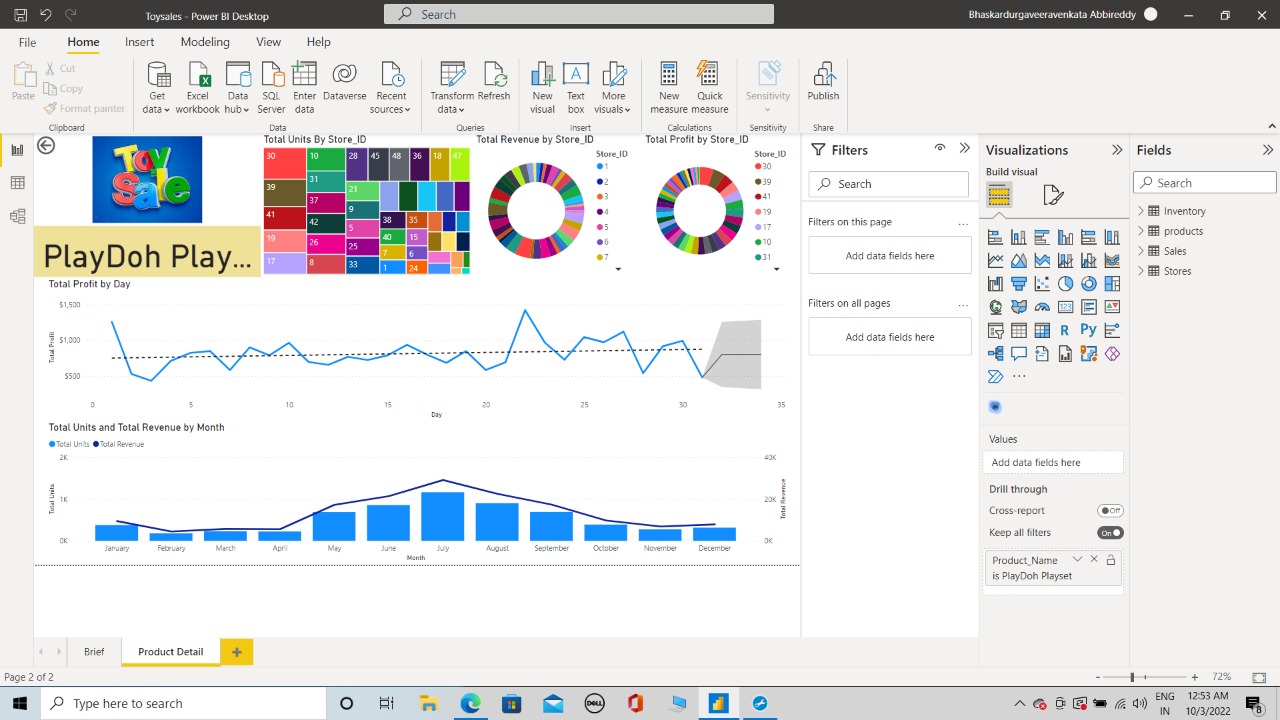 Toysales - Power BI Desktop
Search
Bhaskardurgaveeravenkata Abbireddy
File Home Insert Modeling View Help
Paste
Cut
Copy
Format painter
Clipboard
Get data
Excel workbook
Data hub
SQL Server
Enter data
Dataverse
Recent sources
Data
Transform data
Refresh
Queries
New visual
Text box
More visuals
Insert
New measure
Quick measure
Calculations
Sensitivity
Sensitivity
Publish
Share
Toy
Sale
PlayDoh Play...
Total Units By Store_ID
30 10 28 45 48 36 18 47
31
39 21
37 9
41 42 5 38 35
19 26 25 40 15
7 6
17 8 33 1 24
Total Revenue by Store_ID
Store_ID
1
2
3
4
5
6
7
Total Profit by Store_ID
Store_ID
30
39
41
19
17
10
31
Total Profit by Day
$1,500
$1,000
$500
Total Profit
0 5 10 15 20 25 30 35
Day
Total Units and Total Revenue by Month
Total Units Total Revenue
2K 40K
1K 20K
0K 0K
Total Units
Total Revenue
January February March April May June July August September October November December
Month
Filters
Search
Filters on this page ...
Add data fields here
Filters on all pages ...
Add data fields here
Visualizations
Build visual
R Py
...
Values
Add data fields here
Drill through
Cross-report Off
Keep all filters On
Product_Name
is PlayDoh Playset
Fields
Search
Inventory
products
Sales
Stores
Brief Product Detail +
Page 2 of 2
- + 72%
Type here to search
DELL
ENG
IN
12:53 AM
10/3/2022
8